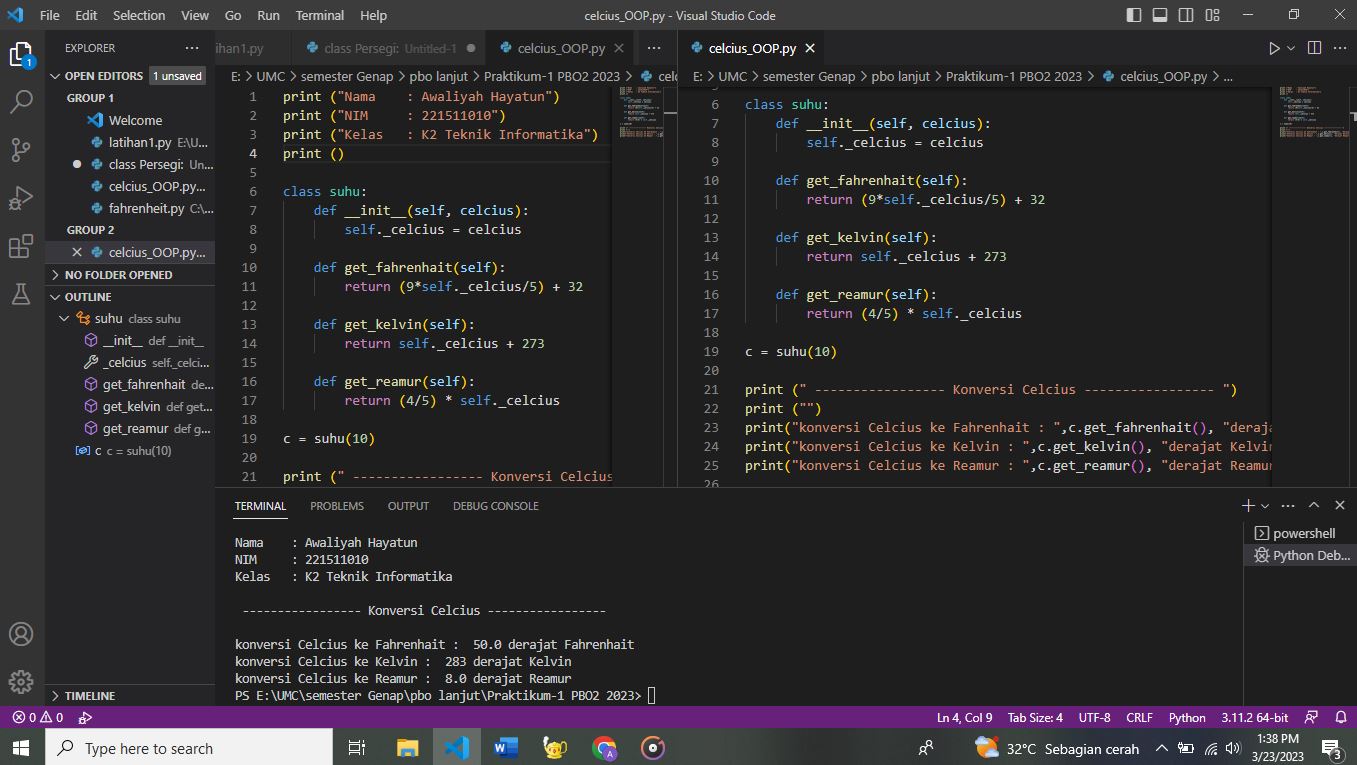 File Edit Selection View Go Run Terminal Help celcius_OOP.py - Visual Studio Code
EXPLORER ...
OPEN EDITORS 1 unsaved
GROUP 1
Welcome
latihan1.py E:\U...
class Persegi: Un...
celcius_OOP.py...
fahrenheit.py C:\...
GROUP 2
celcius_OOP.py...
NO FOLDER OPENED
OUTLINE
suhu class suhu
__init__ def __init__
_celcius self._celci...
get_fahrenhait de...
get_kelvin def get...
get_reamur def g...
c c = suhu(10)
TIMELINE
ihan1.py class Persegi: Untitled-1 celcius_OOP.py ...
E: > UMC > semester Genap > pbo lanjut > Praktikum-1 PBO2 2023 > celc
1 print ("Nama    : Awaliyah Hayatun")
2 print ("NIM     : 221511010")
3 print ("Kelas   : K2 Teknik Informatika")
4 print ()
5
6 class suhu:
7     def __init__(self, celcius):
8         self._celcius = celcius
9
10     def get_fahrenhait(self):
11         return (9*self._celcius/5) + 32
12
13     def get_kelvin(self):
14         return self._celcius + 273
15
16     def get_reamur(self):
17         return (4/5) * self._celcius
18
19 c = suhu(10)
20
21 print (" ----------------- Konversi Celcius
celcius_OOP.py ...
E: > UMC > semester Genap > pbo lanjut > Praktikum-1 PBO2 2023 > celcius_OOP.py > ...
5
6 class suhu:
7     def __init__(self, celcius):
8         self._celcius = celcius
9
10     def get_fahrenhait(self):
11         return (9*self._celcius/5) + 32
12
13     def get_kelvin(self):
14         return self._celcius + 273
15
16     def get_reamur(self):
17         return (4/5) * self._celcius
18
19 c = suhu(10)
20
21 print (" ----------------- Konversi Celcius ----------------- ")
22 print ("")
23 print("konversi Celcius ke Fahrenhait : ",c.get_fahrenhait(), "deraja
24 print("konversi Celcius ke Kelvin : ",c.get_kelvin(), "derajat Kelvin
25 print("konversi Celcius ke Reamur : ",c.get_reamur(), "derajat Reamur
26
TERMINAL PROBLEMS OUTPUT DEBUG CONSOLE ...
powershell
Python Deb...
Nama    : Awaliyah Hayatun
NIM     : 221511010
Kelas   : K2 Teknik Informatika
 ----------------- Konversi Celcius -----------------
konversi Celcius ke Fahrenhait :  50.0 derajat Fahrenhait
konversi Celcius ke Kelvin :  283 derajat Kelvin
konversi Celcius ke Reamur :  8.0 derajat Reamur
PS E:\UMC\semester Genap\pbo lanjut\Praktikum-1 PBO2 2023>
0 0 Ln 4, Col 9 Tab Size: 4 UTF-8 CRLF Python 3.11.2 64-bit
Type here to search 32°C Sebagian cerah 1:38 PM
3/23/2023 3